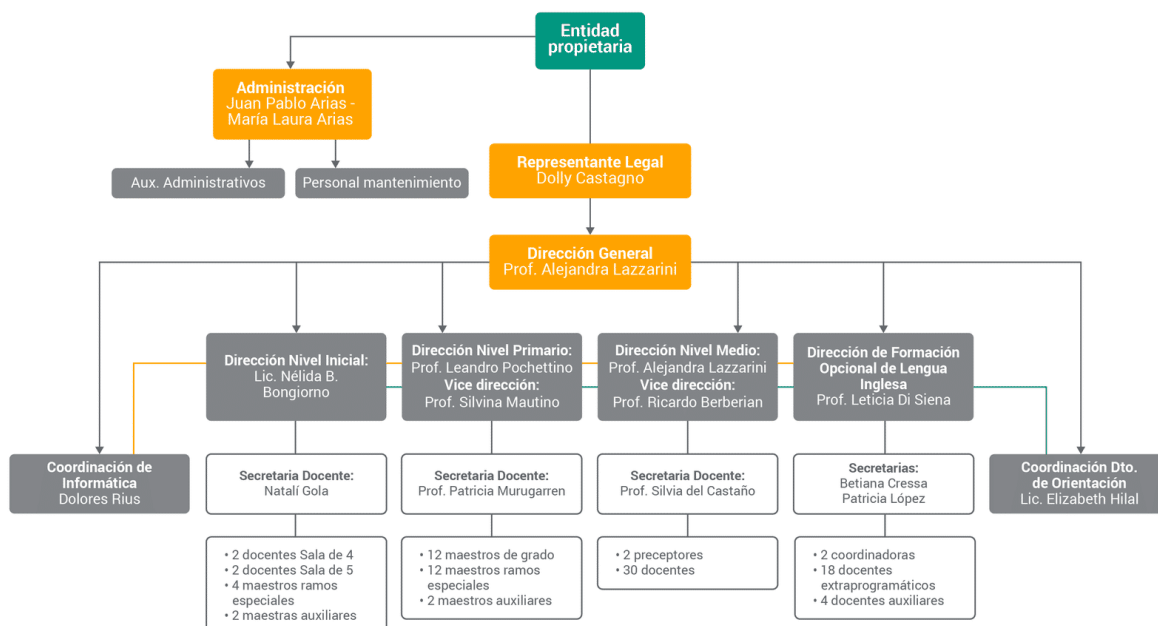 Entidad
propietaria
Administración
Juan Pablo Arias -
María Laura Arias
Aux. Administrativos
Personal mantenimiento
Representante Legal
Dolly Castagno
Dirección General
Prof. Alejandra Lazzarini
Dirección Nivel Inicial:
Lic. Nélida B.
Bongiorno
Dirección Nivel Primario:
Prof. Leandro Pochettino
Vice dirección:
Prof. Silvina Mautino
Dirección Nivel Medio:
Prof. Alejandra Lazzarini
Vice dirección:
Prof. Ricardo Berberian
Dirección de Formación
Opcional de Lengua
Inglesa
Prof. Leticia Di Siena
Coordinación de
Informática
Dolores Rius
Secretaria Docente:
Natalí Gola
Secretaria Docente:
Prof. Patricia Murugarren
Secretaria Docente:
Prof. Silvia del Castaño
Secretarias:
Betiana Cressa
Patricia López
Coordinación Dto.
de Orientación
Lic. Elizabeth Hilal
• 2 docentes Sala de 4
• 2 docentes Sala de 5
• 4 maestros ramos
especiales
• 2 maestras auxiliares
• 12 maestros de grado
• 12 maestros ramos
especiales
• 2 maestros auxiliares
• 2 preceptores
• 30 docentes
• 2 coordinadoras
• 18 docentes
extraprogramáticos
• 4 docentes auxiliares